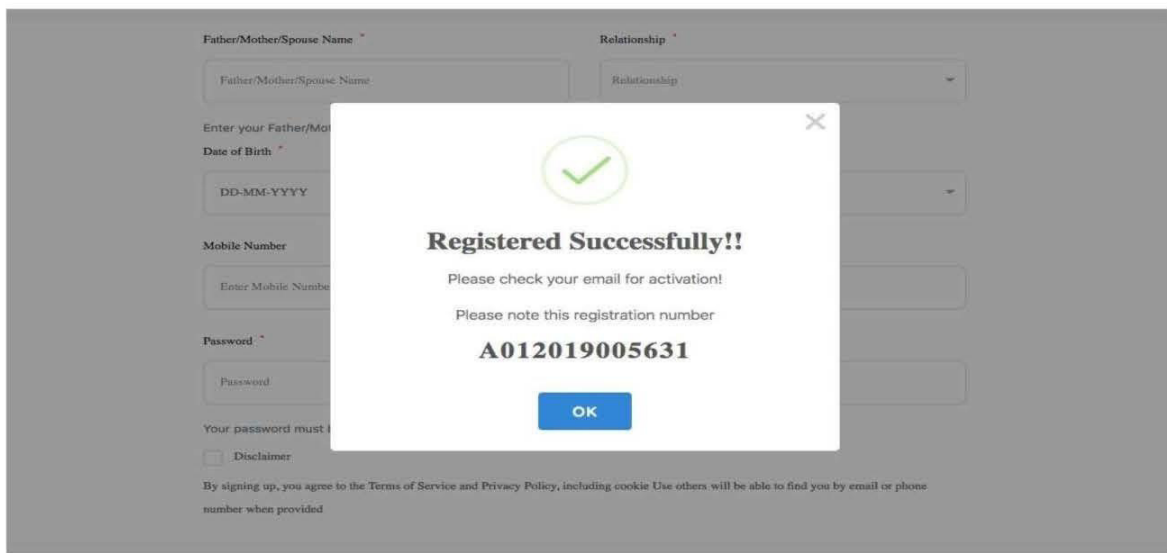 Father/Mother/Spouse Name *
Relationship *
Father/Mother/Spouse Name
Relationship
Enter your Father/Mot
Date of Birth *
DD-MM-YYYY
Registered Successfully!!
Mobile Number
Please check your email for activation!
Enter Mobile Numbe
Please note this registration number
Password *
A012019005631
Password
OK
Your password must
Disclaimer
By signing up, you agree to the Terms of Service and Privacy Policy, including cookie Use others will be able to find you by email or phone
number when provided